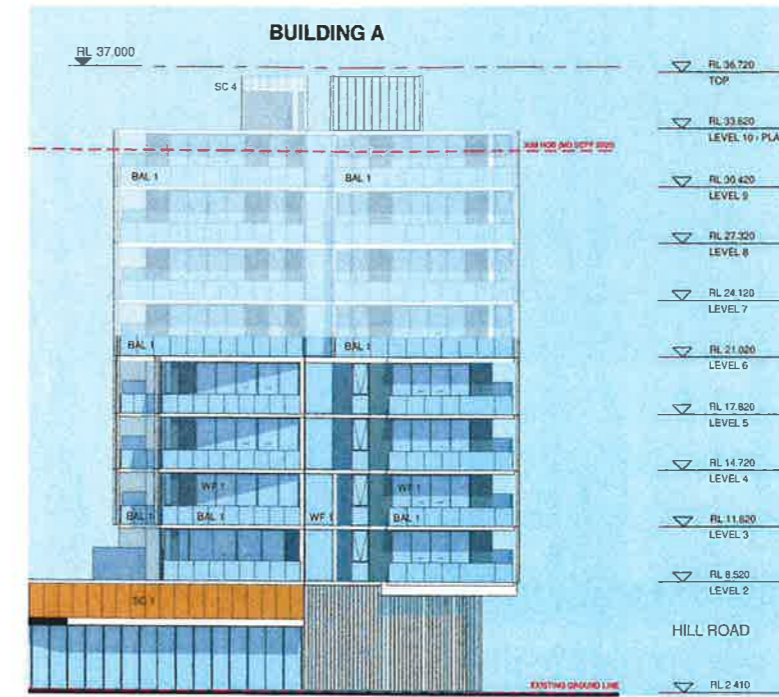 BUILDING A
RL 37,000
SC 4
RL 36.720
TOP
RL 33.620
LEVEL 10 - PLA
BAL 1
BAL 1
RL 30.420
LEVEL 9
RL 27.320
LEVEL 8
RL 24.120
LEVEL 7
BAL 1
BAL 1
RL 21.020
LEVEL 6
RL 17.820
LEVEL 5
RL 14.720
LEVEL 4
WF 1
WF 1
BAL 1
BAL 1
WF 1
BAL 1
RL 11.620
LEVEL 3
RL 8.520
LEVEL 2
SC 1
HILL ROAD
EXISTING GROUND LINE
RL 2.410